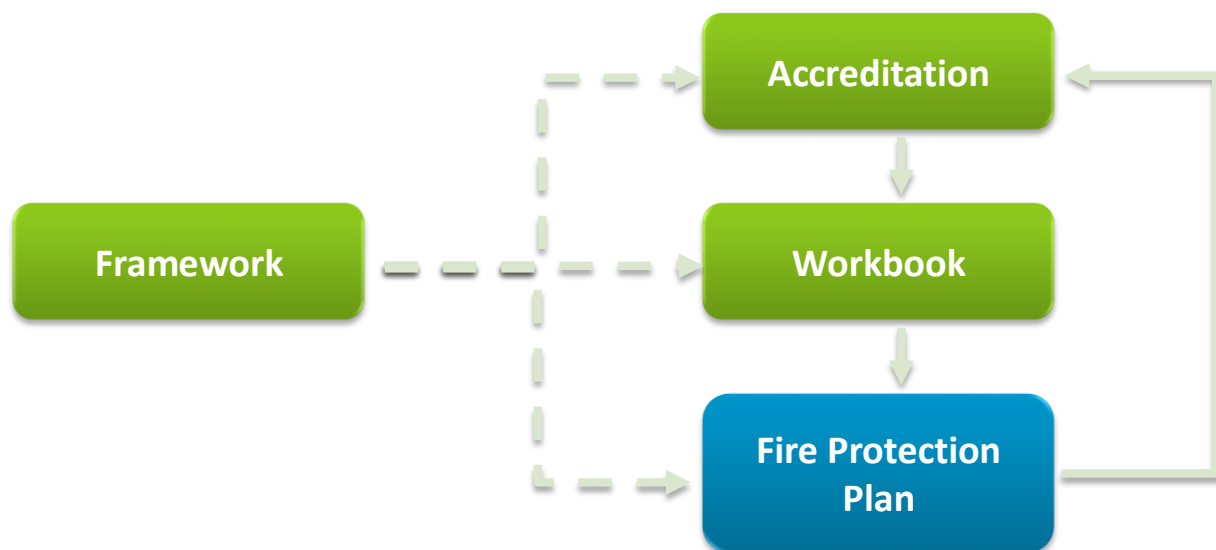 Accreditation
Framework
Workbook
Fire Protection
Plan